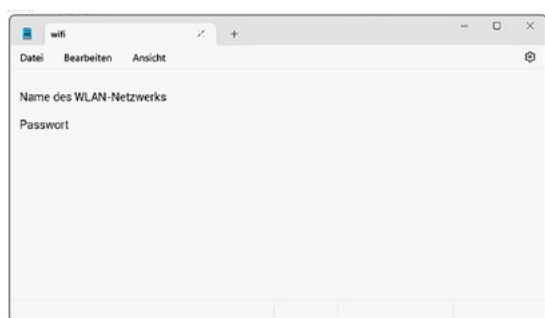 wifi
Datei Bearbeiten Ansicht
Name des WLAN-Netzwerks
Passwort